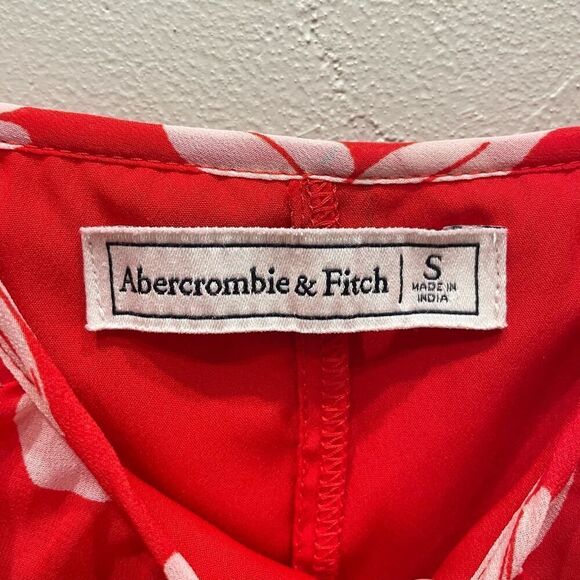 Abercrombie & Fitch
S
MADE IN
INDIA